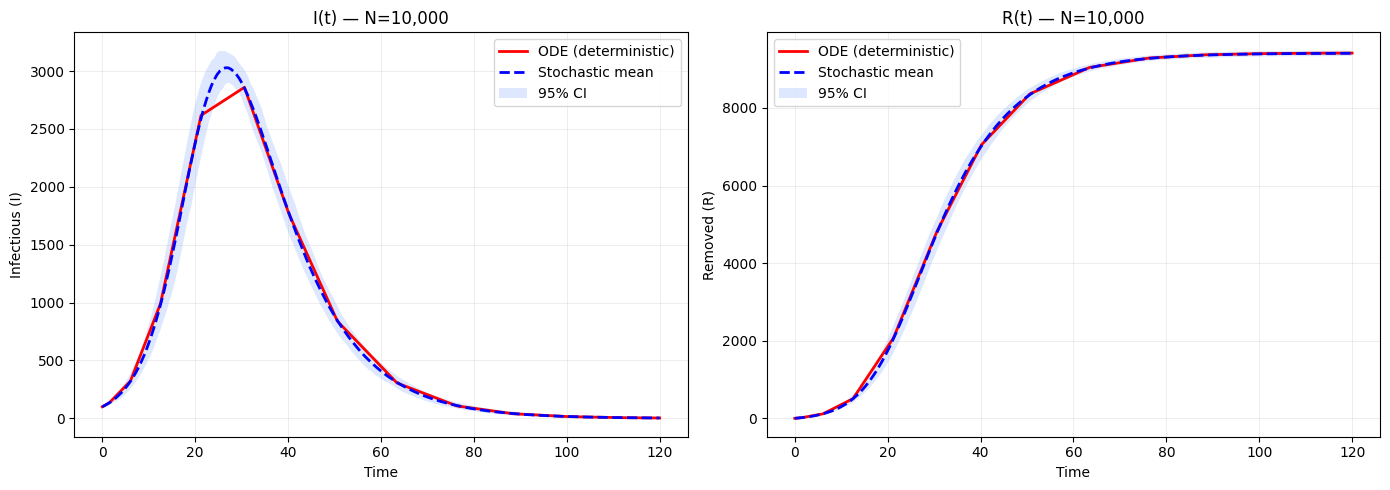 I(t) — N=10,000
ODE (deterministic)
Stochastic mean
95% CI
Infectious (I)
3000
2500
2000
1500
1000
500
0
0 20 40 60 80 100 120
Time
R(t) — N=10,000
ODE (deterministic)
Stochastic mean
95% CI
Removed (R)
8000
6000
4000
2000
0
0 20 40 60 80 100 120
Time